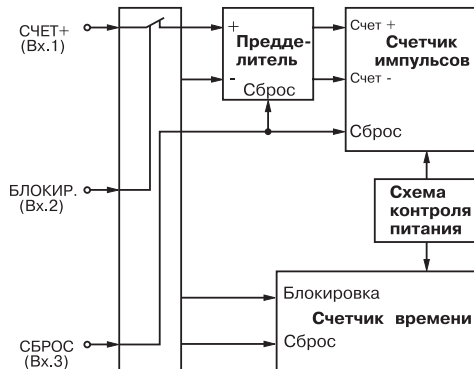 СЧЕТ+
(Вх.1)
+
-
Предде-
литель
Сброс
Счет +
Счет -
Счетчик
импульсов
Сброс
БЛОКИР.
(Вх.2)
Схема
контроля
питания
Блокировка
Счетчик времени
Сброс
СБРОС
(Вх.3)